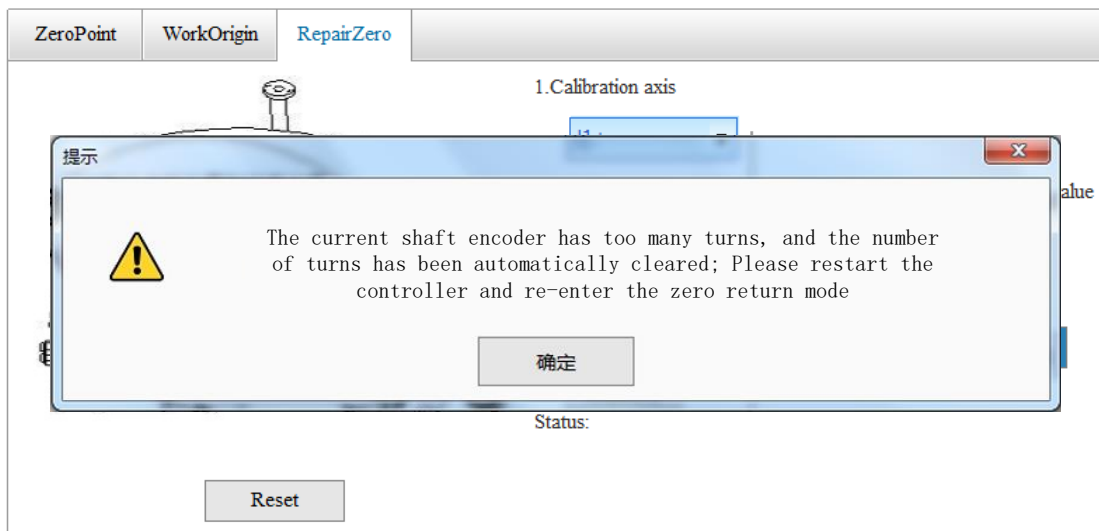 ZeroPoint WorkOrigin RepairZero
1.Calibration axis
提示
alue
The current shaft encoder has too many turns, and the number
of turns has been automatically cleared; Please restart the
controller and re-enter the zero return mode
确定
Status:
Reset